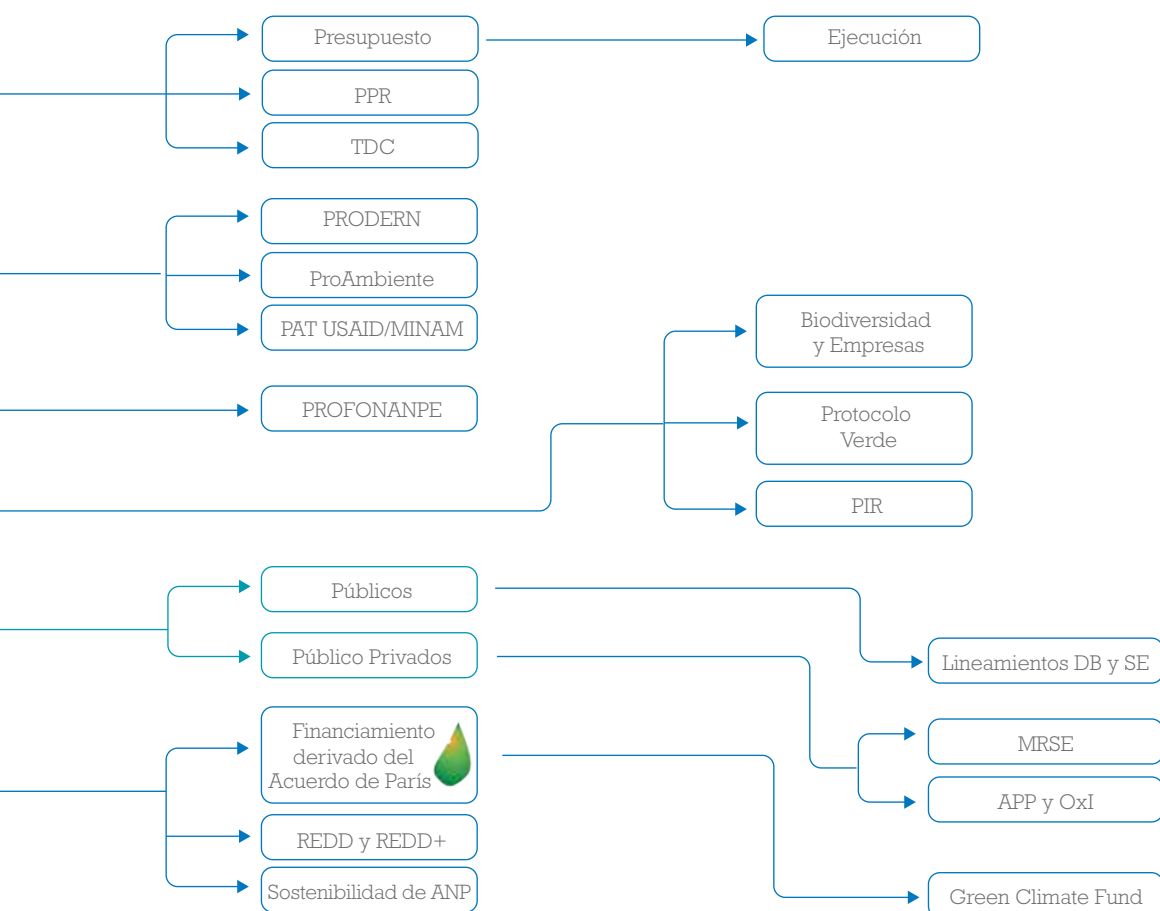 Presupuesto
Ejecución
PPR
TDC
PRODERN
ProAmbiente
PAT USAID/MINAM
PROFONANPE
Biodiversidad
y Empresas
Protocolo
Verde
PIR
Públicos
Público Privados
Lineamientos DB y SE
MRSE
APP y OxI
Financiamiento
derivado del
Acuerdo de París
REDD y REDD+
Sostenibilidad de ANP
Green Climate Fund